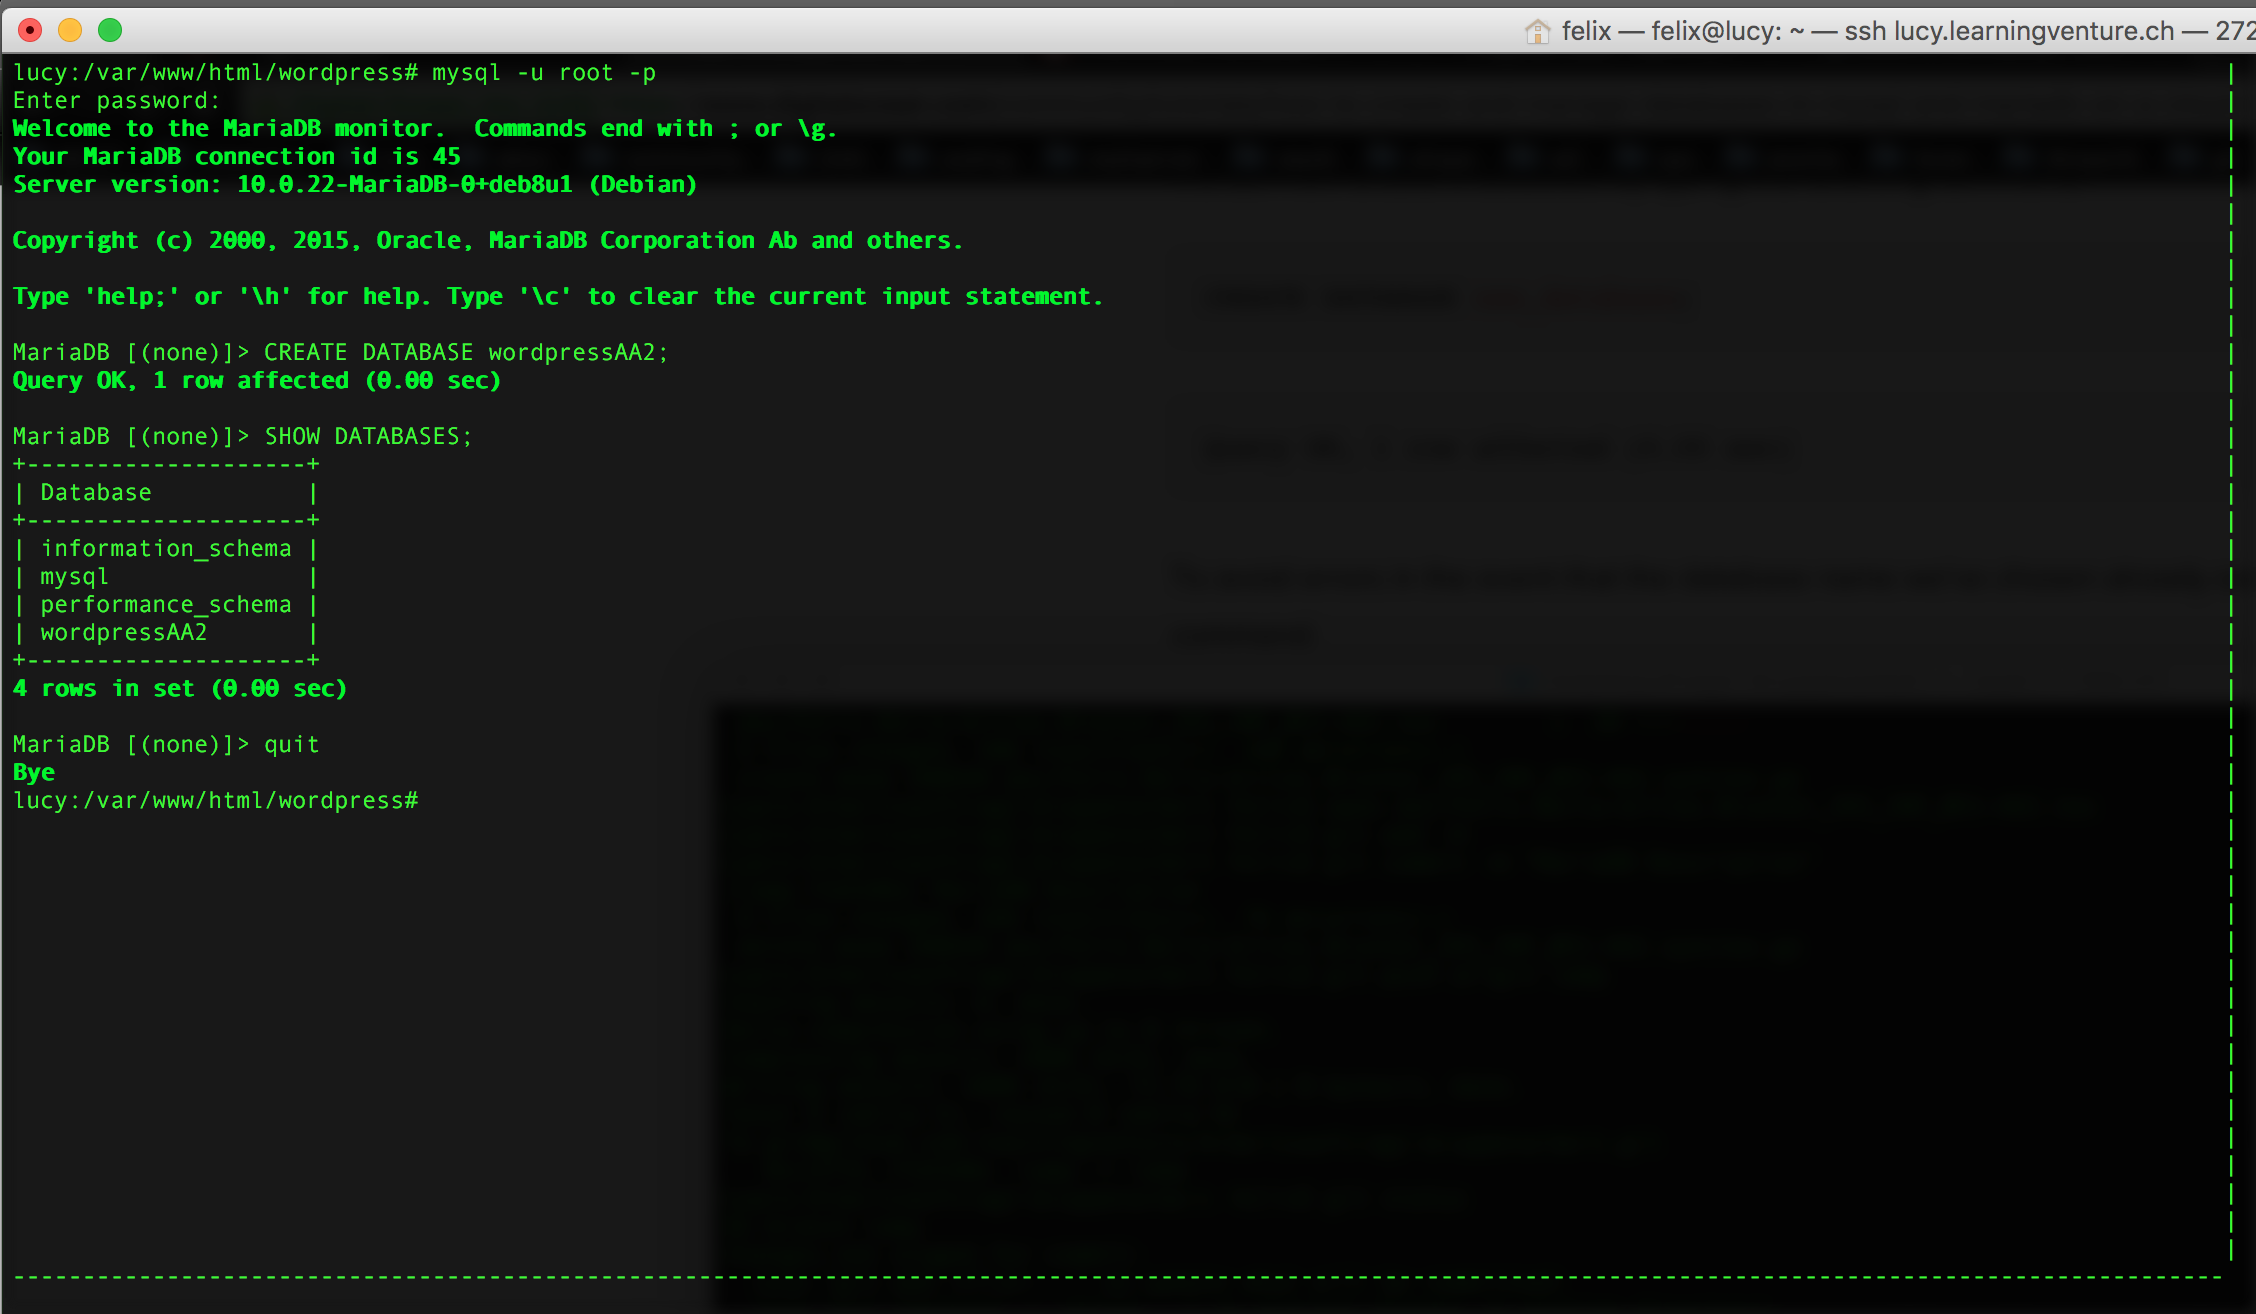 felix — felix@lucy: ~ — ssh lucy.learningventure.ch — 272
lucy:/var/www/html/wordpress# mysql -u root -p
Enter password:
Welcome to the MariaDB monitor.  Commands end with ; or \g.
Your MariaDB connection id is 45
Server version: 10.0.22-MariaDB-0+deb8u1 (Debian)
Copyright (c) 2000, 2015, Oracle, MariaDB Corporation Ab and others.
Type 'help;' or '\h' for help. Type '\c' to clear the current input statement.
MariaDB [(none)]> CREATE DATABASE wordpressAA2;
Query OK, 1 row affected (0.00 sec)
MariaDB [(none)]> SHOW DATABASES;
+--------------------+
| Database           |
+--------------------+
| information_schema |
| mysql              |
| performance_schema |
| wordpressAA2       |
+--------------------+
4 rows in set (0.00 sec)
MariaDB [(none)]> quit
Bye
lucy:/var/www/html/wordpress#